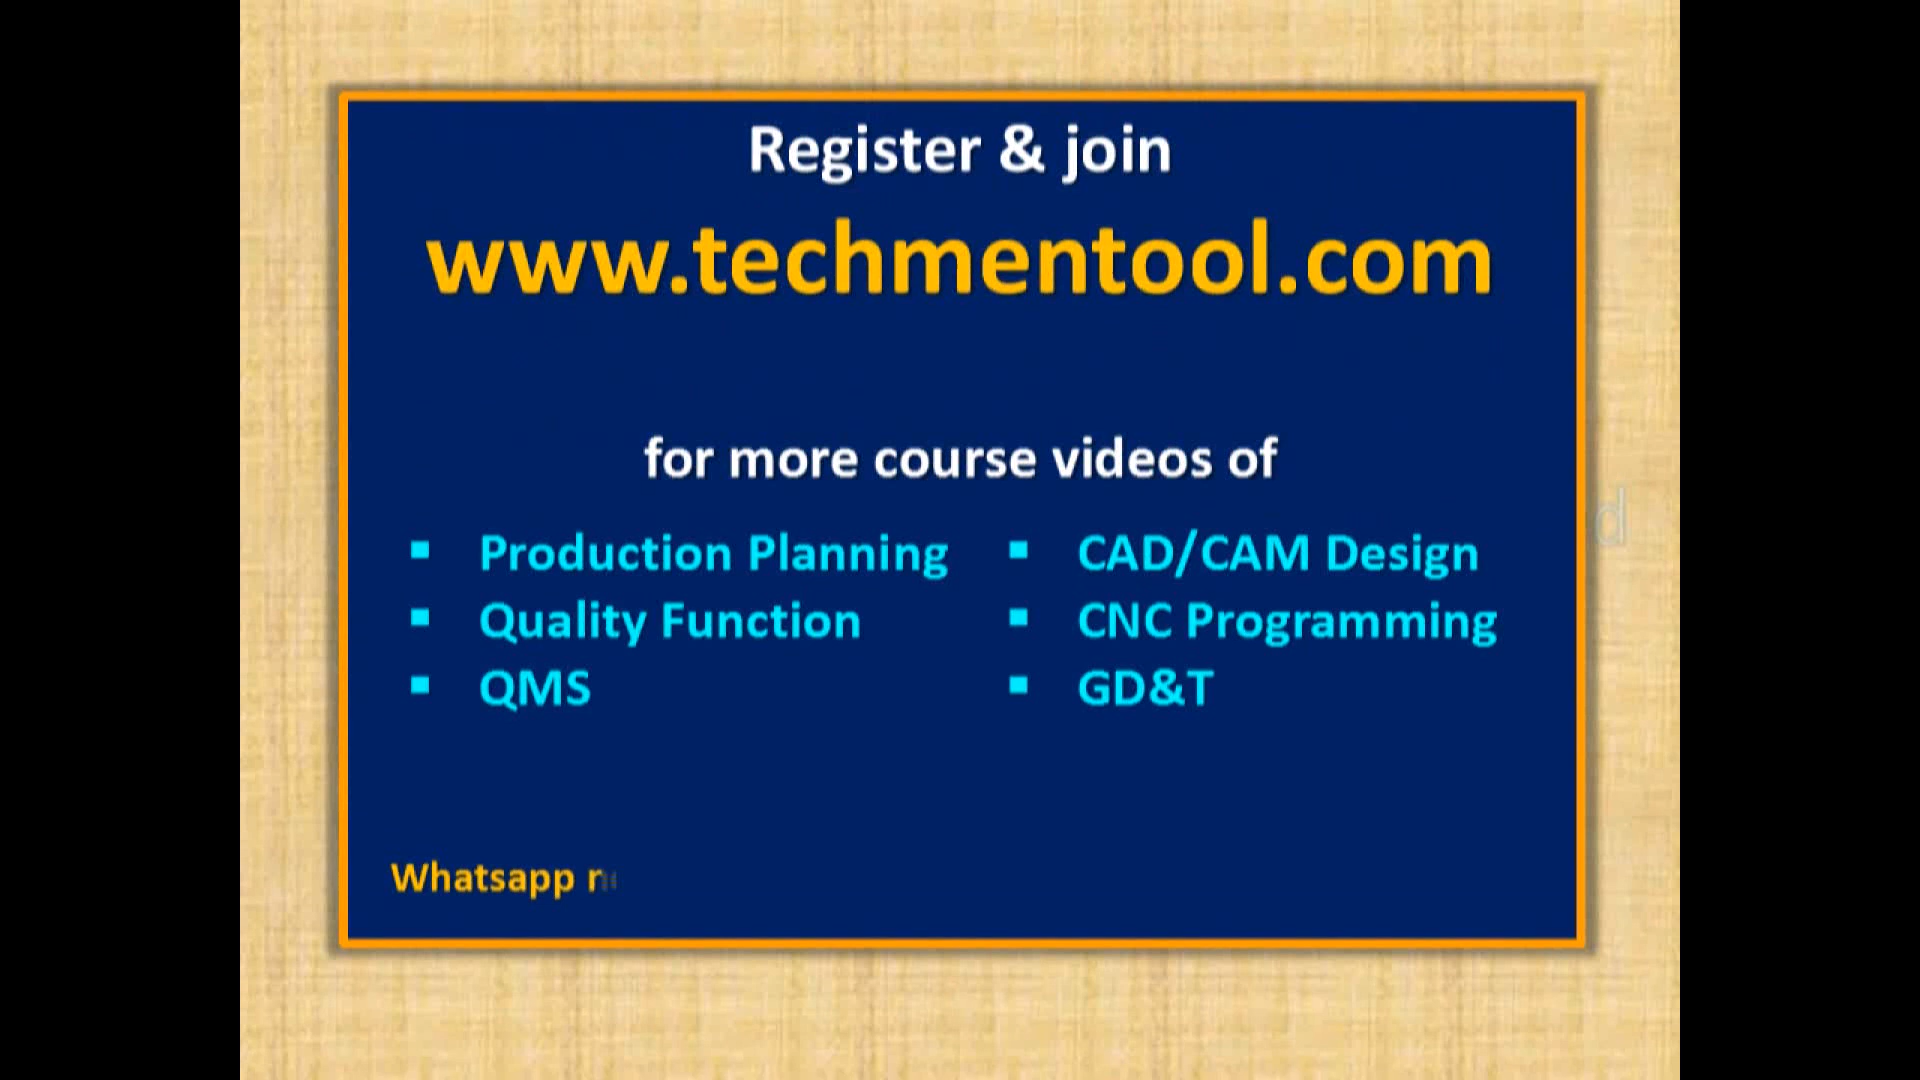 Register & join
www.techmentool.com
for more course videos of
▪ Production Planning
▪ Quality Function
▪ QMS
▪ CAD/CAM Design
▪ CNC Programming
▪ GD&T
Whatsapp